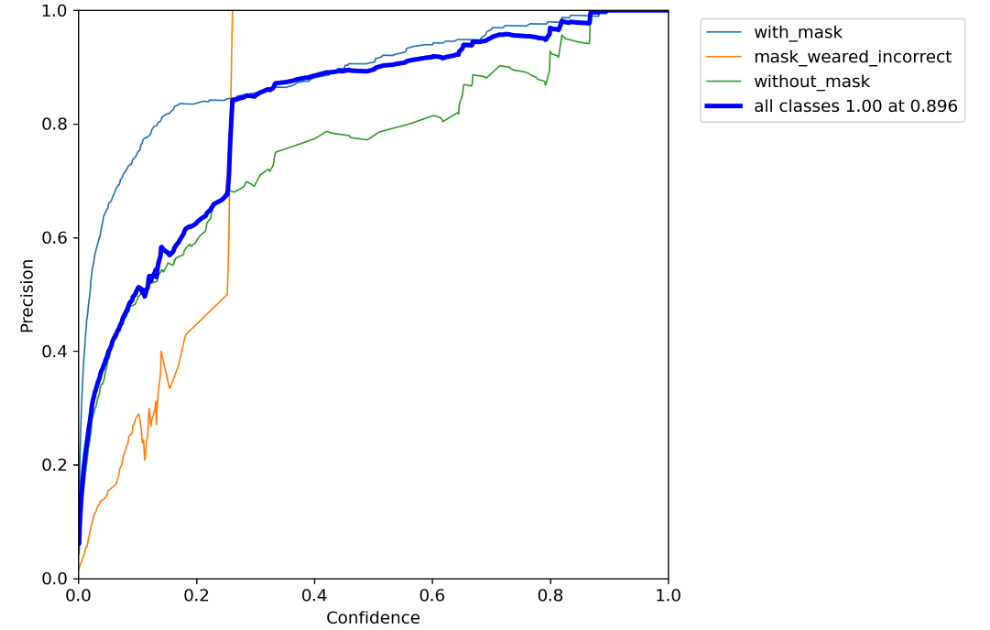 1.0
0.8
0.6
0.4
0.2
0.0
Precision
0.0 0.2 0.4 0.6 0.8 1.0
Confidence
with_mask
mask_weared_incorrect
without_mask
all classes 1.00 at 0.896